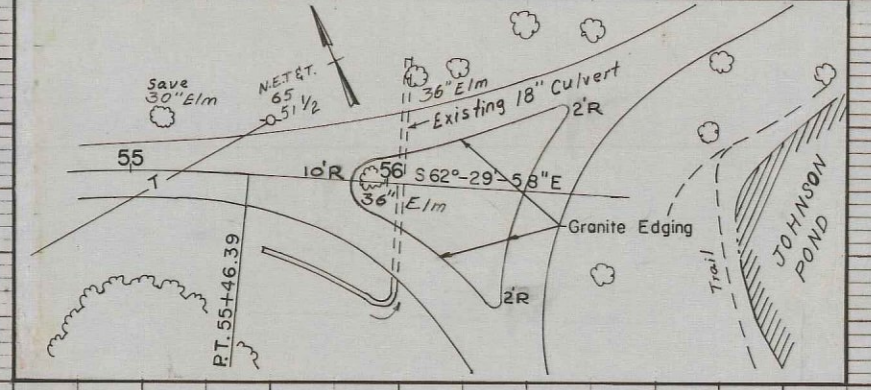 Save
30" Elm
N.E.T & T.
65
51 1/2
36" Elm
Existing 18" Culvert
2'R
55
T
10'R
56
S 62°-29'-58" E
36"
Elm
Granite Edging
2'R
P.T. 55+46.39
Trail
JOHNSON
POND